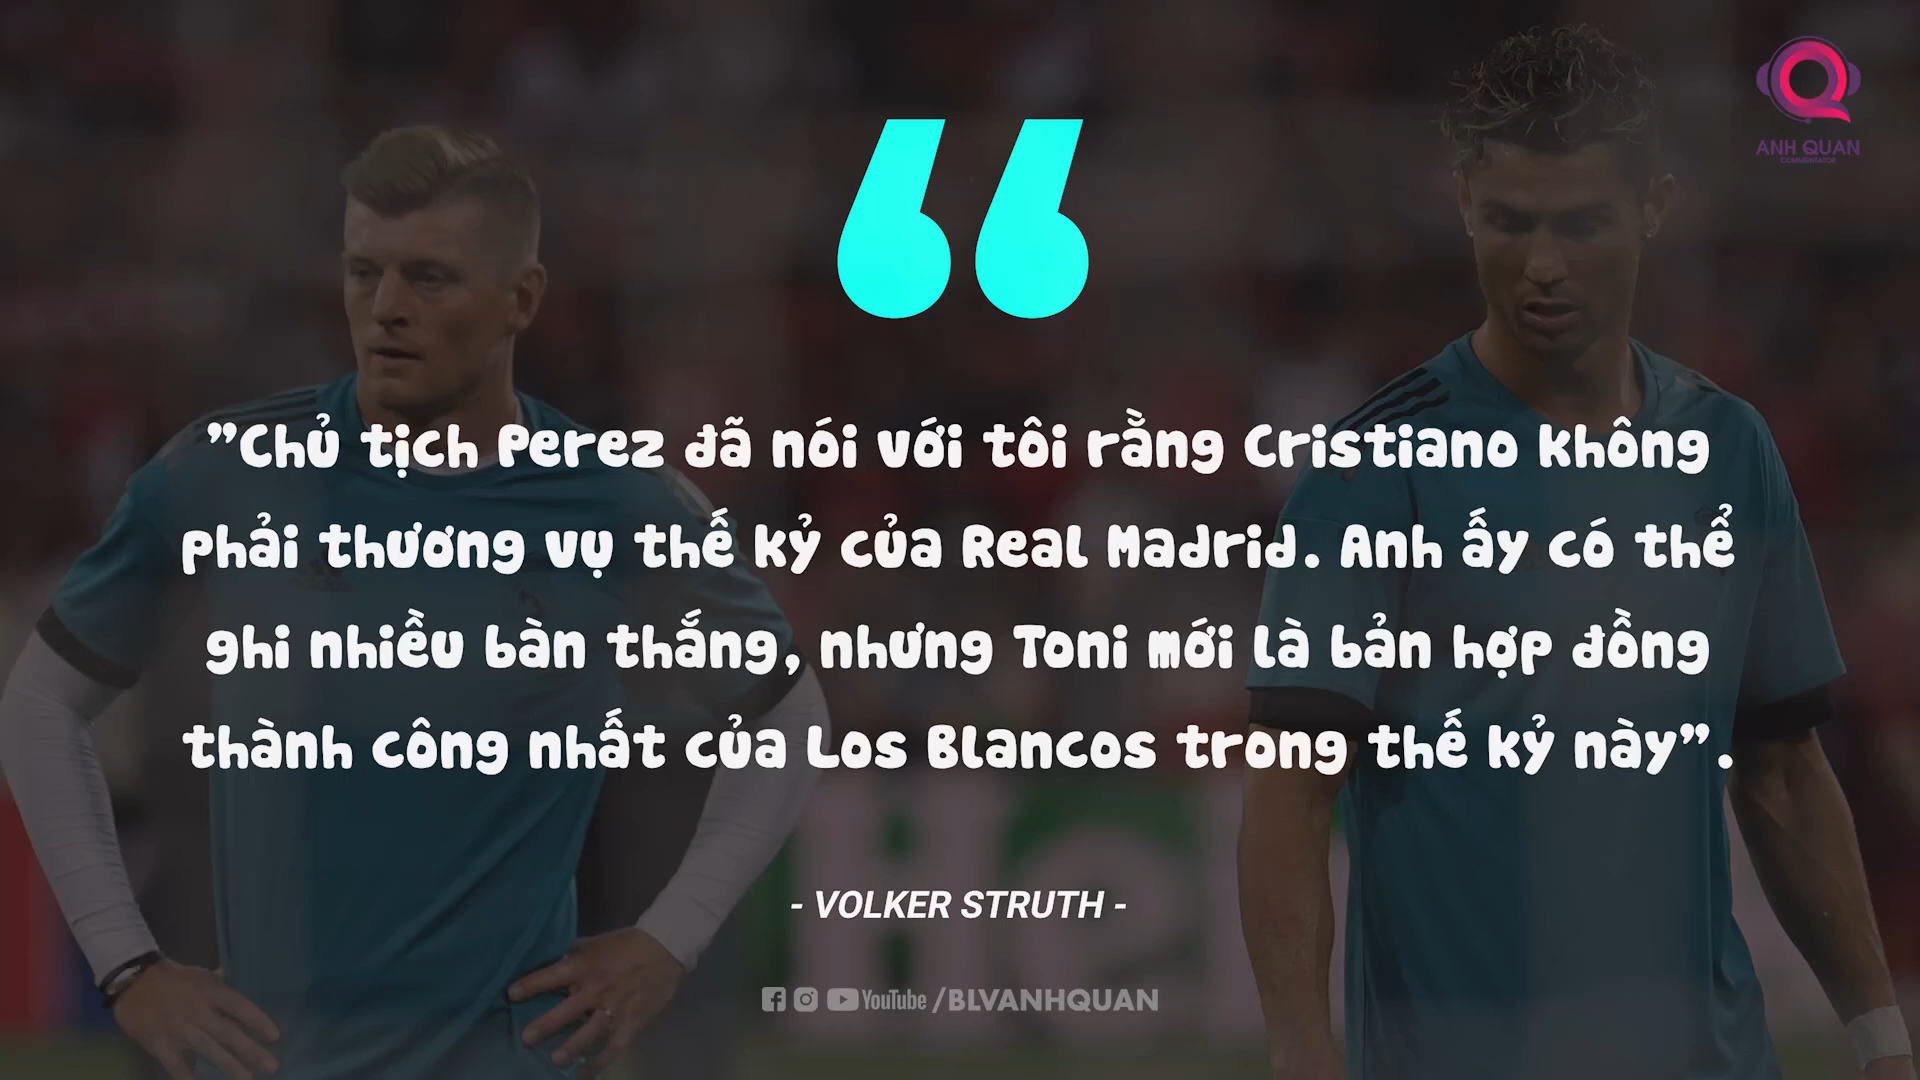 ANH QUAN
COMMENTATOR
”Chủ tịch Perez đã nói với tôi rằng Cristiano không
phải thương vụ thế kỷ của Real Madrid. Anh ấy có thể
ghi nhiều bàn thắng, nhưng Toni mới là bản hợp đồng
thành công nhất của Los Blancos trong thế kỷ này”.
- VOLKER STRUTH -
YouTube /BLVANHQUAN